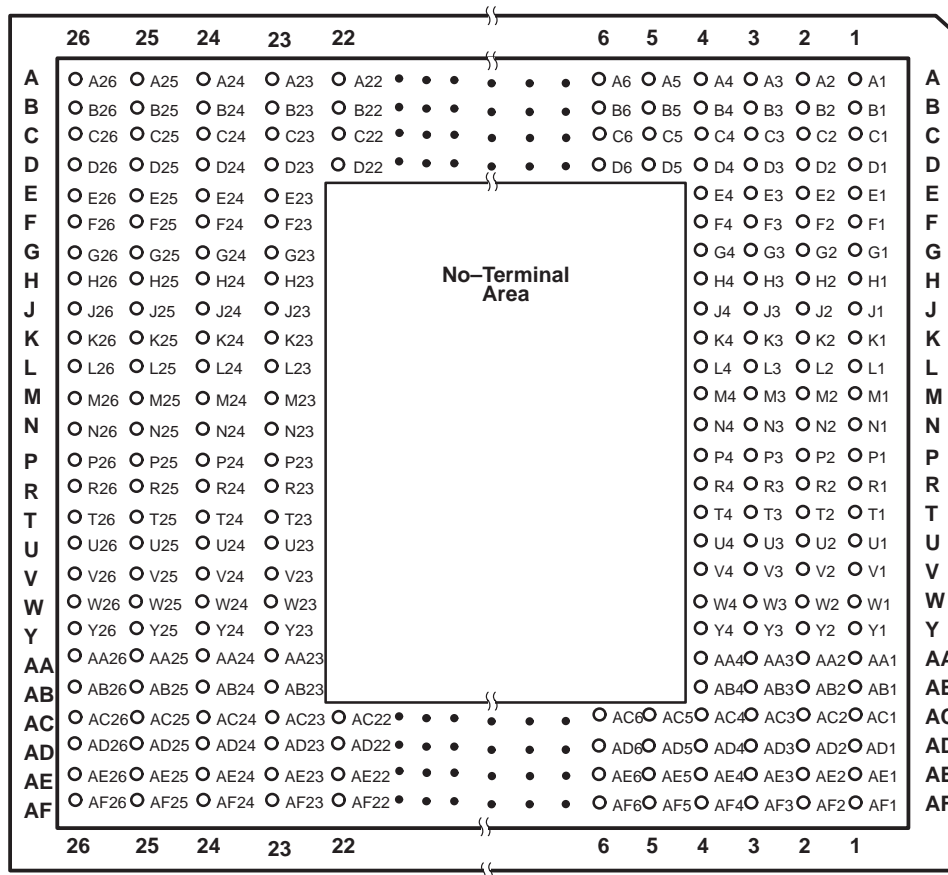 26 25 24 23 22 6 5 4 3 2 1
A A26 A25 A24 A23 A22 A6 A5 A4 A3 A2 A1 A
B B26 B25 B24 B23 B22 B6 B5 B4 B3 B2 B1 B
C C26 C25 C24 C23 C22 C6 C5 C4 C3 C2 C1 C
D D26 D25 D24 D23 D22 D6 D5 D4 D3 D2 D1 D
E E26 E25 E24 E23 E4 E3 E2 E1 E
F F26 F25 F24 F23 F4 F3 F2 F1 F
G G26 G25 G24 G23 G4 G3 G2 G1 G
No–Terminal
Area
H H26 H25 H24 H23 H4 H3 H2 H1 H
J J26 J25 J24 J23 J4 J3 J2 J1 J
K K26 K25 K24 K23 K4 K3 K2 K1 K
L L26 L25 L24 L23 L4 L3 L2 L1 L
M M26 M25 M24 M23 M4 M3 M2 M1 M
N N26 N25 N24 N23 N4 N3 N2 N1 N
P P26 P25 P24 P23 P4 P3 P2 P1 P
R R26 R25 R24 R23 R4 R3 R2 R1 R
T T26 T25 T24 T23 T4 T3 T2 T1 T
U U26 U25 U24 U23 U4 U3 U2 U1 U
V V26 V25 V24 V23 V4 V3 V2 V1 V
W W26 W25 W24 W23 W4 W3 W2 W1 W
Y Y26 Y25 Y24 Y23 Y4 Y3 Y2 Y1 Y
AA AA26 AA25 AA24 AA23 AA4 AA3 AA2 AA1 AA
AB AB26 AB25 AB24 AB23 AB4 AB3 AB2 AB1 AB
AC AC26 AC25 AC24 AC23 AC22 AC6 AC5 AC4 AC3 AC2 AC1 AC
AD AD26 AD25 AD24 AD23 AD22 AD6 AD5 AD4 AD3 AD2 AD1 AD
AE AE26 AE25 AE24 AE23 AE22 AE6 AE5 AE4 AE3 AE2 AE1 AE
AF AF26 AF25 AF24 AF23 AF22 AF6 AF5 AF4 AF3 AF2 AF1 AF
26 25 24 23 22 6 5 4 3 2 1